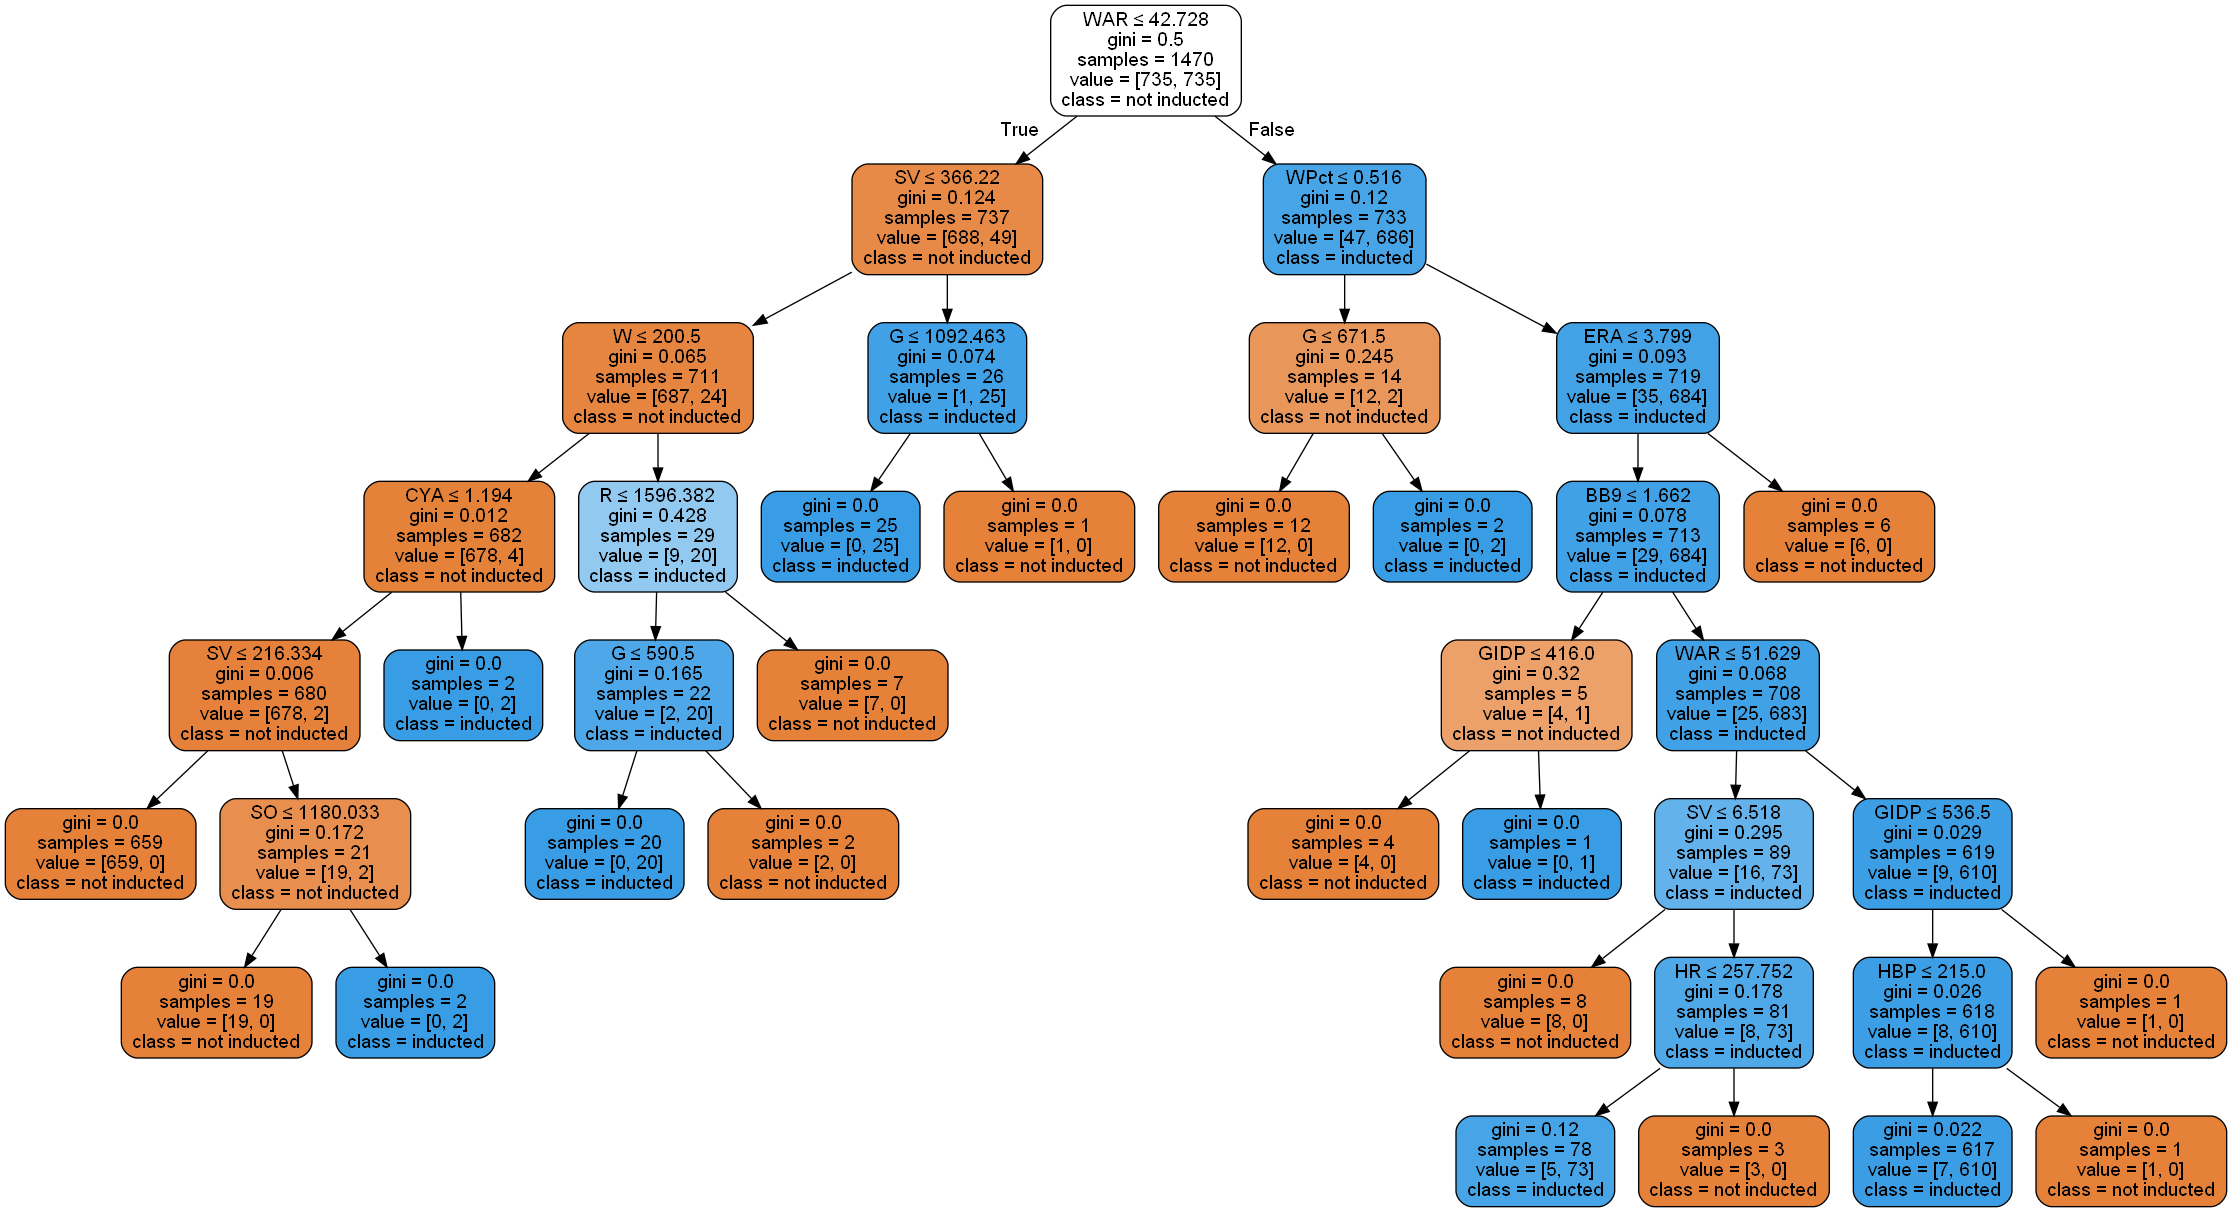 WAR ≤ 42.728
gini = 0.5
samples = 1470
value = [735, 735]
class = not inducted
True
False
SV ≤ 366.22
gini = 0.124
samples = 737
value = [688, 49]
class = not inducted
WPct ≤ 0.516
gini = 0.12
samples = 733
value = [47, 686]
class = inducted
W ≤ 200.5
gini = 0.065
samples = 711
value = [687, 24]
class = not inducted
G ≤ 1092.463
gini = 0.074
samples = 26
value = [1, 25]
class = inducted
G ≤ 671.5
gini = 0.245
samples = 14
value = [12, 2]
class = not inducted
ERA ≤ 3.799
gini = 0.093
samples = 719
value = [35, 684]
class = inducted
CYA ≤ 1.194
gini = 0.012
samples = 682
value = [678, 4]
class = not inducted
R ≤ 1596.382
gini = 0.428
samples = 29
value = [9, 20]
class = inducted
gini = 0.0
samples = 25
value = [0, 25]
class = inducted
gini = 0.0
samples = 1
value = [1, 0]
class = not inducted
gini = 0.0
samples = 12
value = [12, 0]
class = not inducted
gini = 0.0
samples = 2
value = [0, 2]
class = inducted
BB9 ≤ 1.662
gini = 0.078
samples = 713
value = [29, 684]
class = inducted
gini = 0.0
samples = 6
value = [6, 0]
class = not inducted
SV ≤ 216.334
gini = 0.006
samples = 680
value = [678, 2]
class = not inducted
gini = 0.0
samples = 2
value = [0, 2]
class = inducted
G ≤ 590.5
gini = 0.165
samples = 22
value = [2, 20]
class = inducted
gini = 0.0
samples = 7
value = [7, 0]
class = not inducted
GIDP ≤ 416.0
gini = 0.32
samples = 5
value = [4, 1]
class = not inducted
WAR ≤ 51.629
gini = 0.068
samples = 708
value = [25, 683]
class = inducted
gini = 0.0
samples = 659
value = [659, 0]
class = not inducted
SO ≤ 1180.033
gini = 0.172
samples = 21
value = [19, 2]
class = not inducted
gini = 0.0
samples = 20
value = [0, 20]
class = inducted
gini = 0.0
samples = 2
value = [2, 0]
class = not inducted
gini = 0.0
samples = 4
value = [4, 0]
class = not inducted
gini = 0.0
samples = 1
value = [0, 1]
class = inducted
SV ≤ 6.518
gini = 0.295
samples = 89
value = [16, 73]
class = inducted
GIDP ≤ 536.5
gini = 0.029
samples = 619
value = [9, 610]
class = inducted
gini = 0.0
samples = 19
value = [19, 0]
class = not inducted
gini = 0.0
samples = 2
value = [0, 2]
class = inducted
gini = 0.0
samples = 8
value = [8, 0]
class = not inducted
HR ≤ 257.752
gini = 0.178
samples = 81
value = [8, 73]
class = inducted
HBP ≤ 215.0
gini = 0.026
samples = 618
value = [8, 610]
class = inducted
gini = 0.0
samples = 1
value = [1, 0]
class = not inducted
gini = 0.12
samples = 78
value = [5, 73]
class = inducted
gini = 0.0
samples = 3
value = [3, 0]
class = not inducted
gini = 0.022
samples = 617
value = [7, 610]
class = inducted
gini = 0.0
samples = 1
value = [1, 0]
class = not inducted